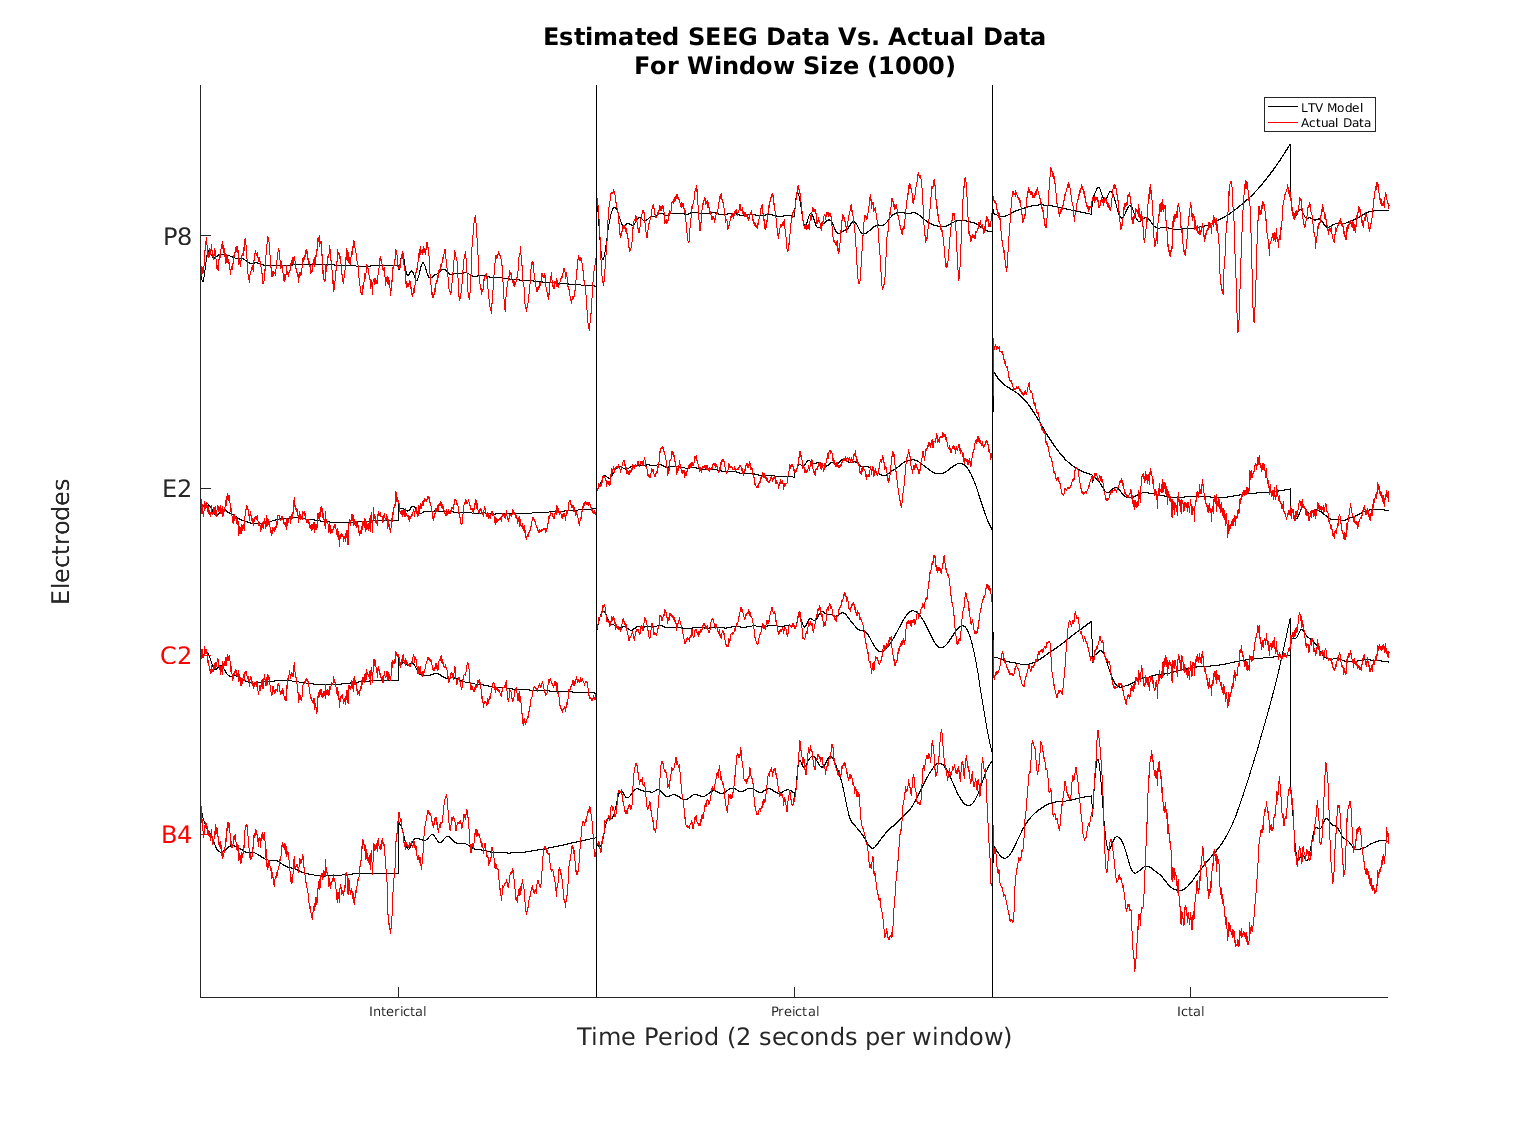 Estimated SEEG Data Vs. Actual Data
For Window Size (1000)
LTV Model
Actual Data
P8
E2
C2
B4
Electrodes
Interictal
Preictal
Ictal
Time Period (2 seconds per window)